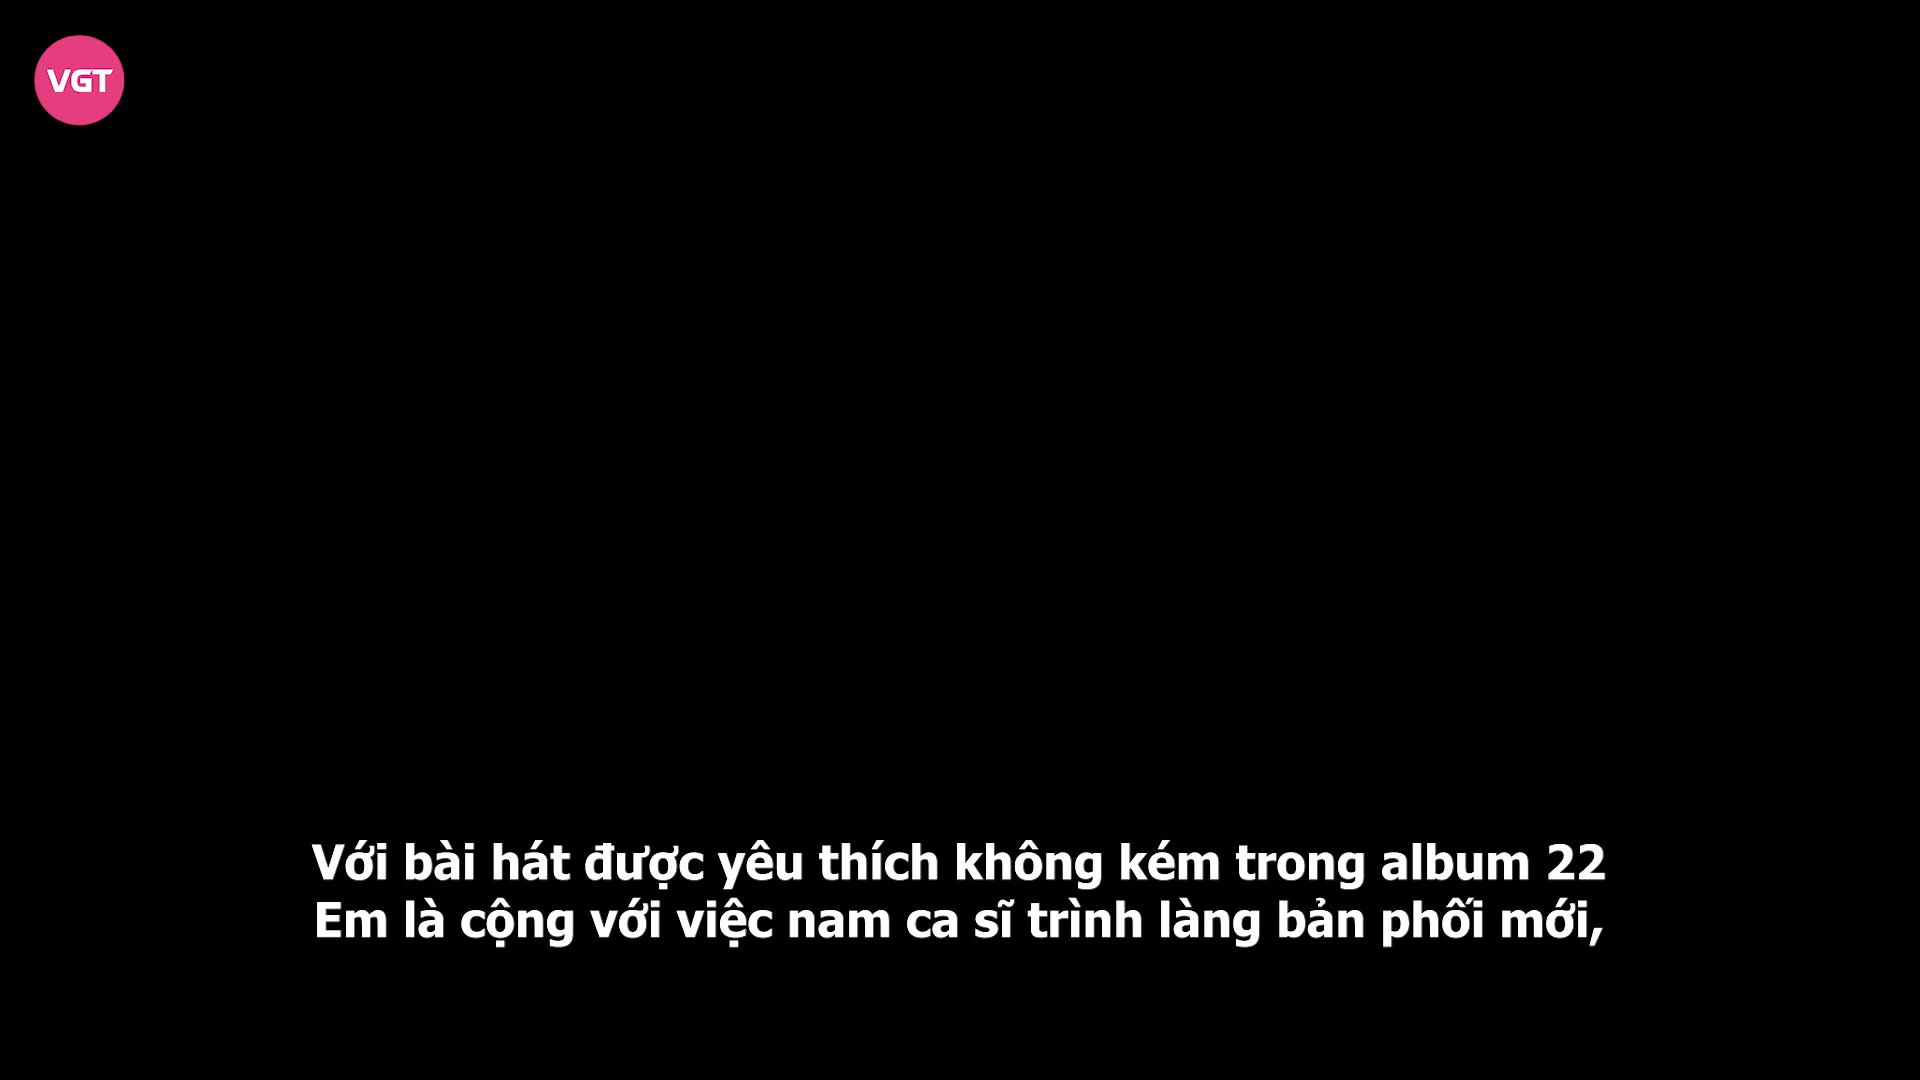 VGT
Với bài hát được yêu thích không kém trong album 22
Em là cộng với việc nam ca sĩ trình làng bản phối mới,